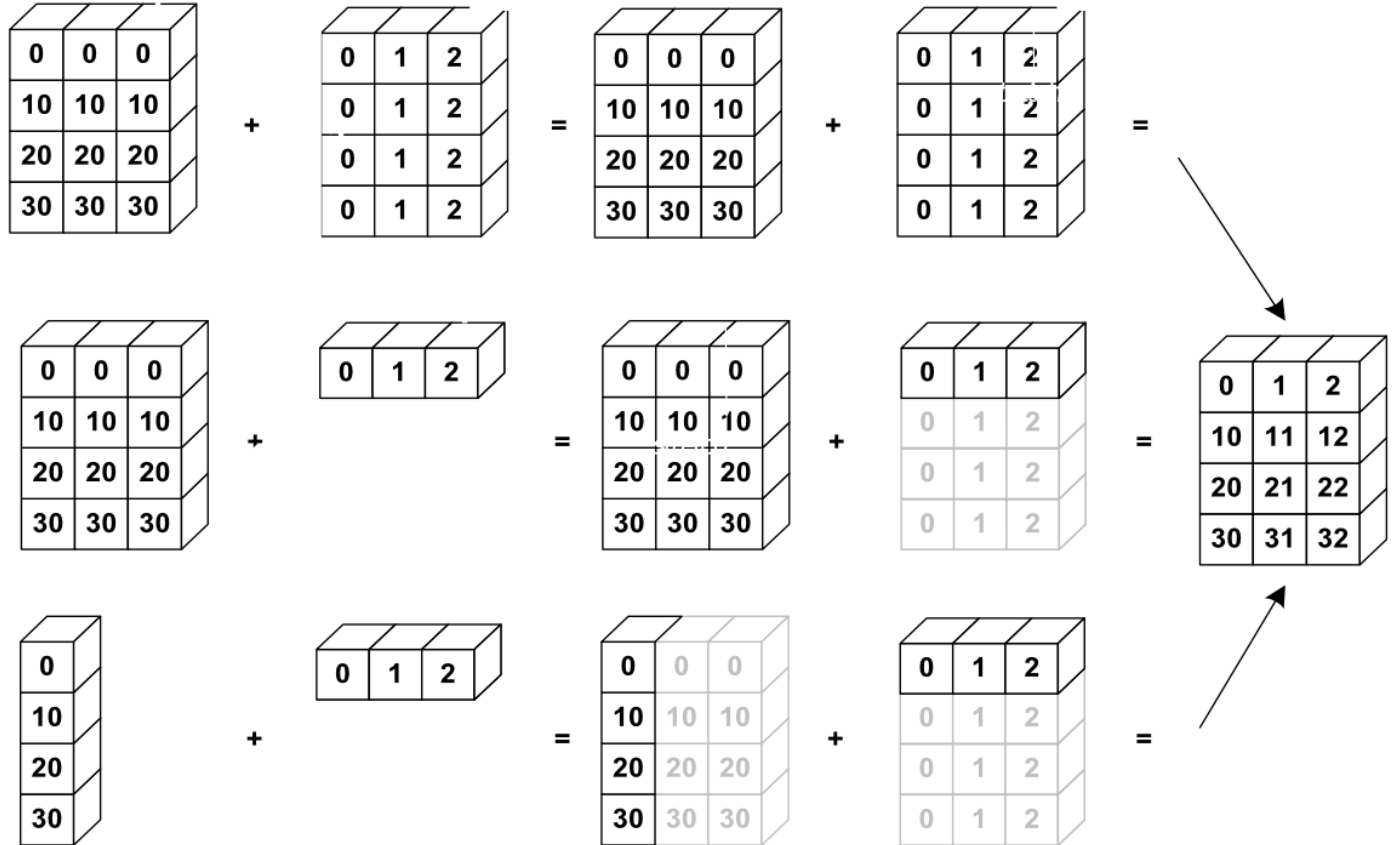 0 0 0 0 1 2 0 0 0 0 1 2
10 10 10 0 1 2 10 10 10 0 1 2
+ = + =
20 20 20 0 1 2 20 20 20 0 1 2
30 30 30 0 1 2 30 30 30 0 1 2
0 0 0 0 1 2 0 0 0 0 1 2 0 1 2
10 10 10 10 10 10 0 1 2 10 11 12
+ = + =
20 20 20 20 20 20 0 1 2 20 21 22
30 30 30 30 30 30 0 1 2 30 31 32
0 0 1 2 0 0 0 0 1 2
10 10 10 10 0 1 2
+ = + =
20 20 20 20 0 1 2
30 30 30 30 0 1 2